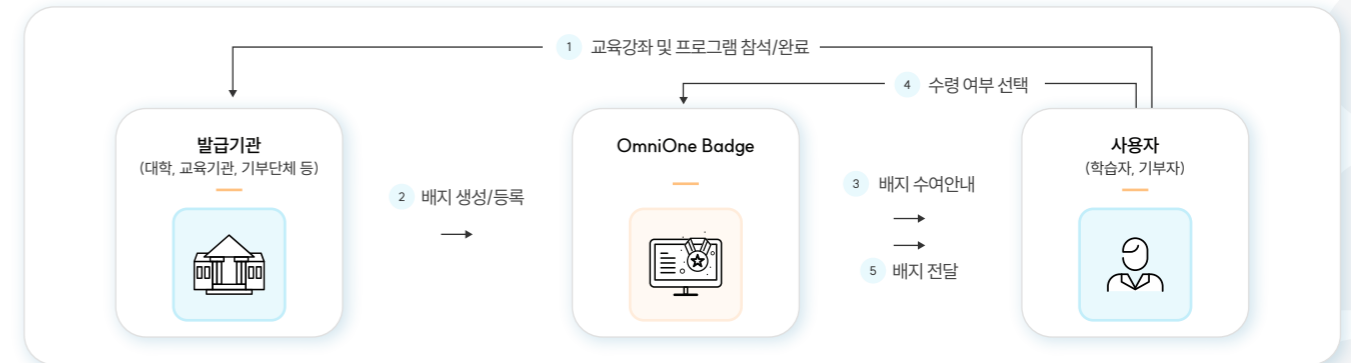 1 교육강좌 및 프로그램 참석/완료
4 수령 여부 선택
발급기관
(대학, 교육기관, 기부단체 등)
2 배지 생성/등록
OmniOne Badge
3 배지 수여안내
5 배지 전달
사용자
(학습자, 기부자)